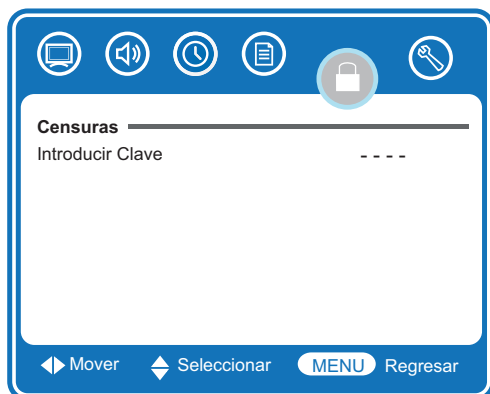 Censuras
Introducir Clave - - - -
Mover Seleccionar MENU Regresar